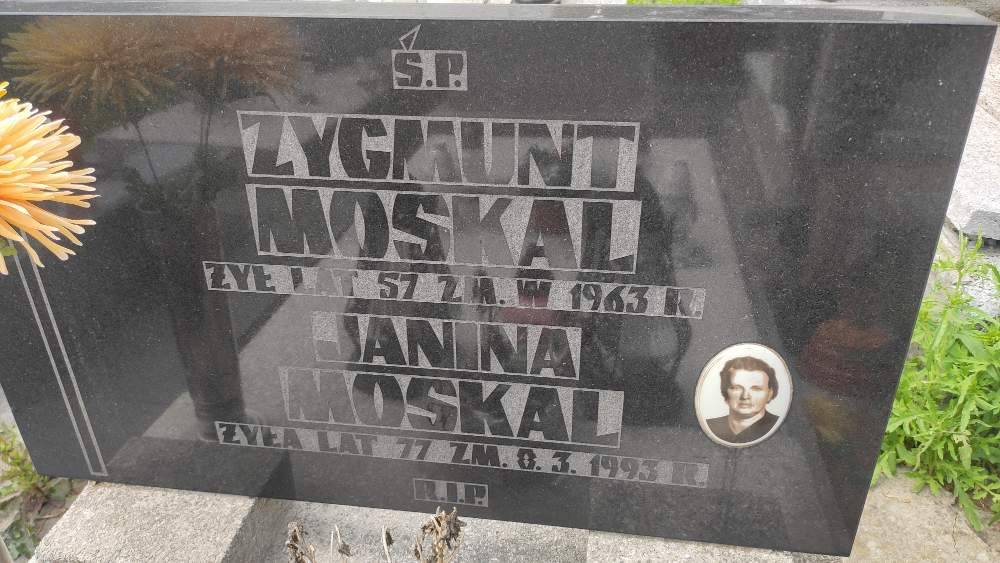 Ś.P.
ZYGMUNT
MOSKAL
ŻYŁ LAT 57 ZM. W 1963 R.
JANINA
MOSKAL
ŻYŁA LAT 77 ZM. 8. 3. 1993 R.
R.I.P.